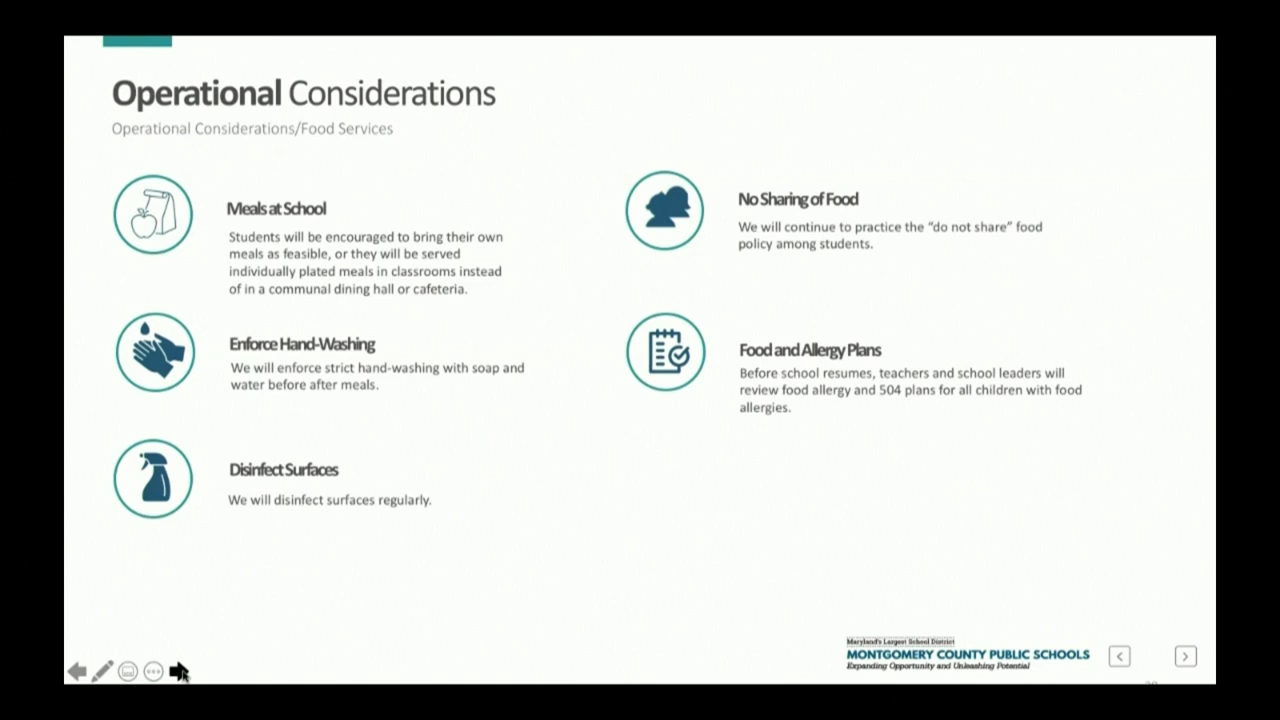 Operational Considerations
Operational Considerations/Food Services
Meals at School
Students will be encouraged to bring their own
meals as feasible, or they will be served
individually plated meals in classrooms instead
of in a communal dining hall or cafeteria.
Enforce Hand-Washing
We will enforce strict hand-washing with soap and
water before after meals.
Disinfect Surfaces
We will disinfect surfaces regularly.
No Sharing of Food
We will continue to practice the “do not share” food
policy among students.
Food and Allergy Plans
Before school resumes, teachers and school leaders will
review food allergy and 504 plans for all children with food
allergies.
Maryland's Largest School District
MONTGOMERY COUNTY PUBLIC SCHOOLS
Expanding Opportunity and Unleashing Potential